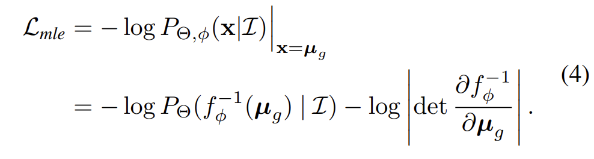 $\mathcal{L}_{mle} = -\log P_{\Theta,\phi}(\mathbf{x}|\mathcal{I})\Big|_{\mathbf{x}=\boldsymbol{\mu}_g}$
$= -\log P_{\Theta}(f_{\phi}^{-1}(\boldsymbol{\mu}_g) \mid \mathcal{I}) - \log \left|\det \frac{\partial f_{\phi}^{-1}}{\partial \boldsymbol{\mu}_g}\right|.$ (4)